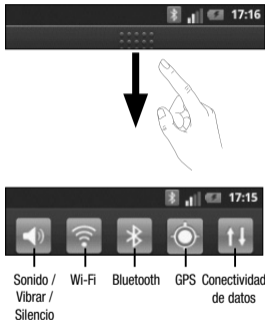 17:16
17:15
Sonido / Wi-Fi Bluetooth GPS Conectividad
Vibrar / de datos
Silencio